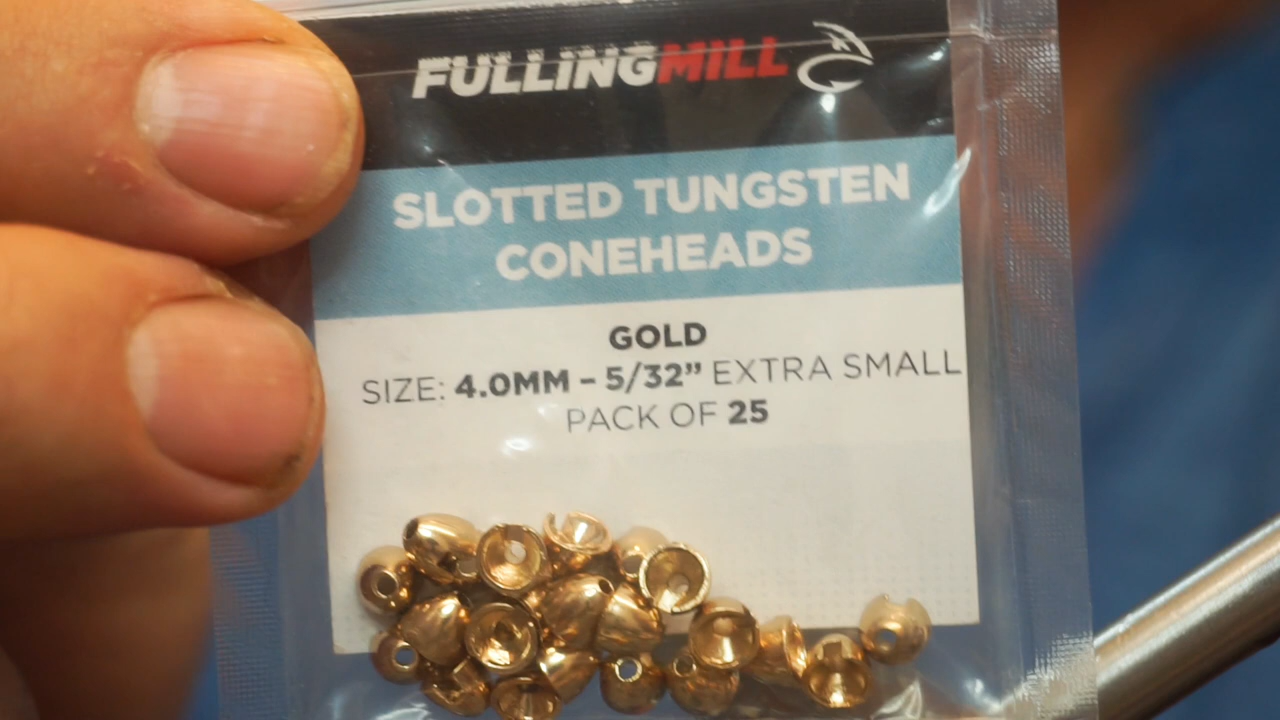 FULLINGMILL
SLOTTED TUNGSTEN
CONEHEADS
GOLD
SIZE: 4.0MM – 5/32” EXTRA SMALL
PACK OF 25